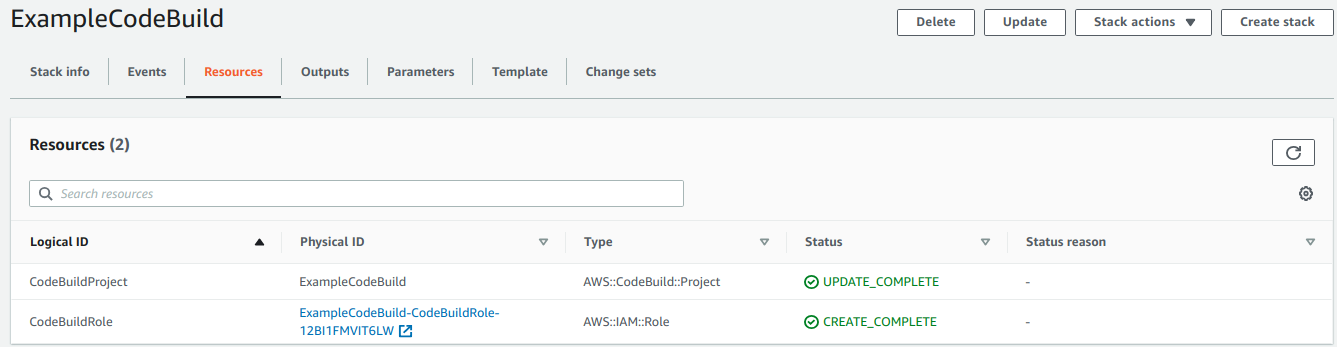 ExampleCodeBuild
Delete
Update
Stack actions
Create stack
Stack info
Events
Resources
Outputs
Parameters
Template
Change sets
Resources (2)
Search resources
Logical ID
Physical ID
Type
Status
Status reason
CodeBuildProject
ExampleCodeBuild
AWS::CodeBuild::Project
UPDATE_COMPLETE
-
CodeBuildRole
ExampleCodeBuild-CodeBuildRole-
12BI1FMVIT6LW
AWS::IAM::Role
CREATE_COMPLETE
-